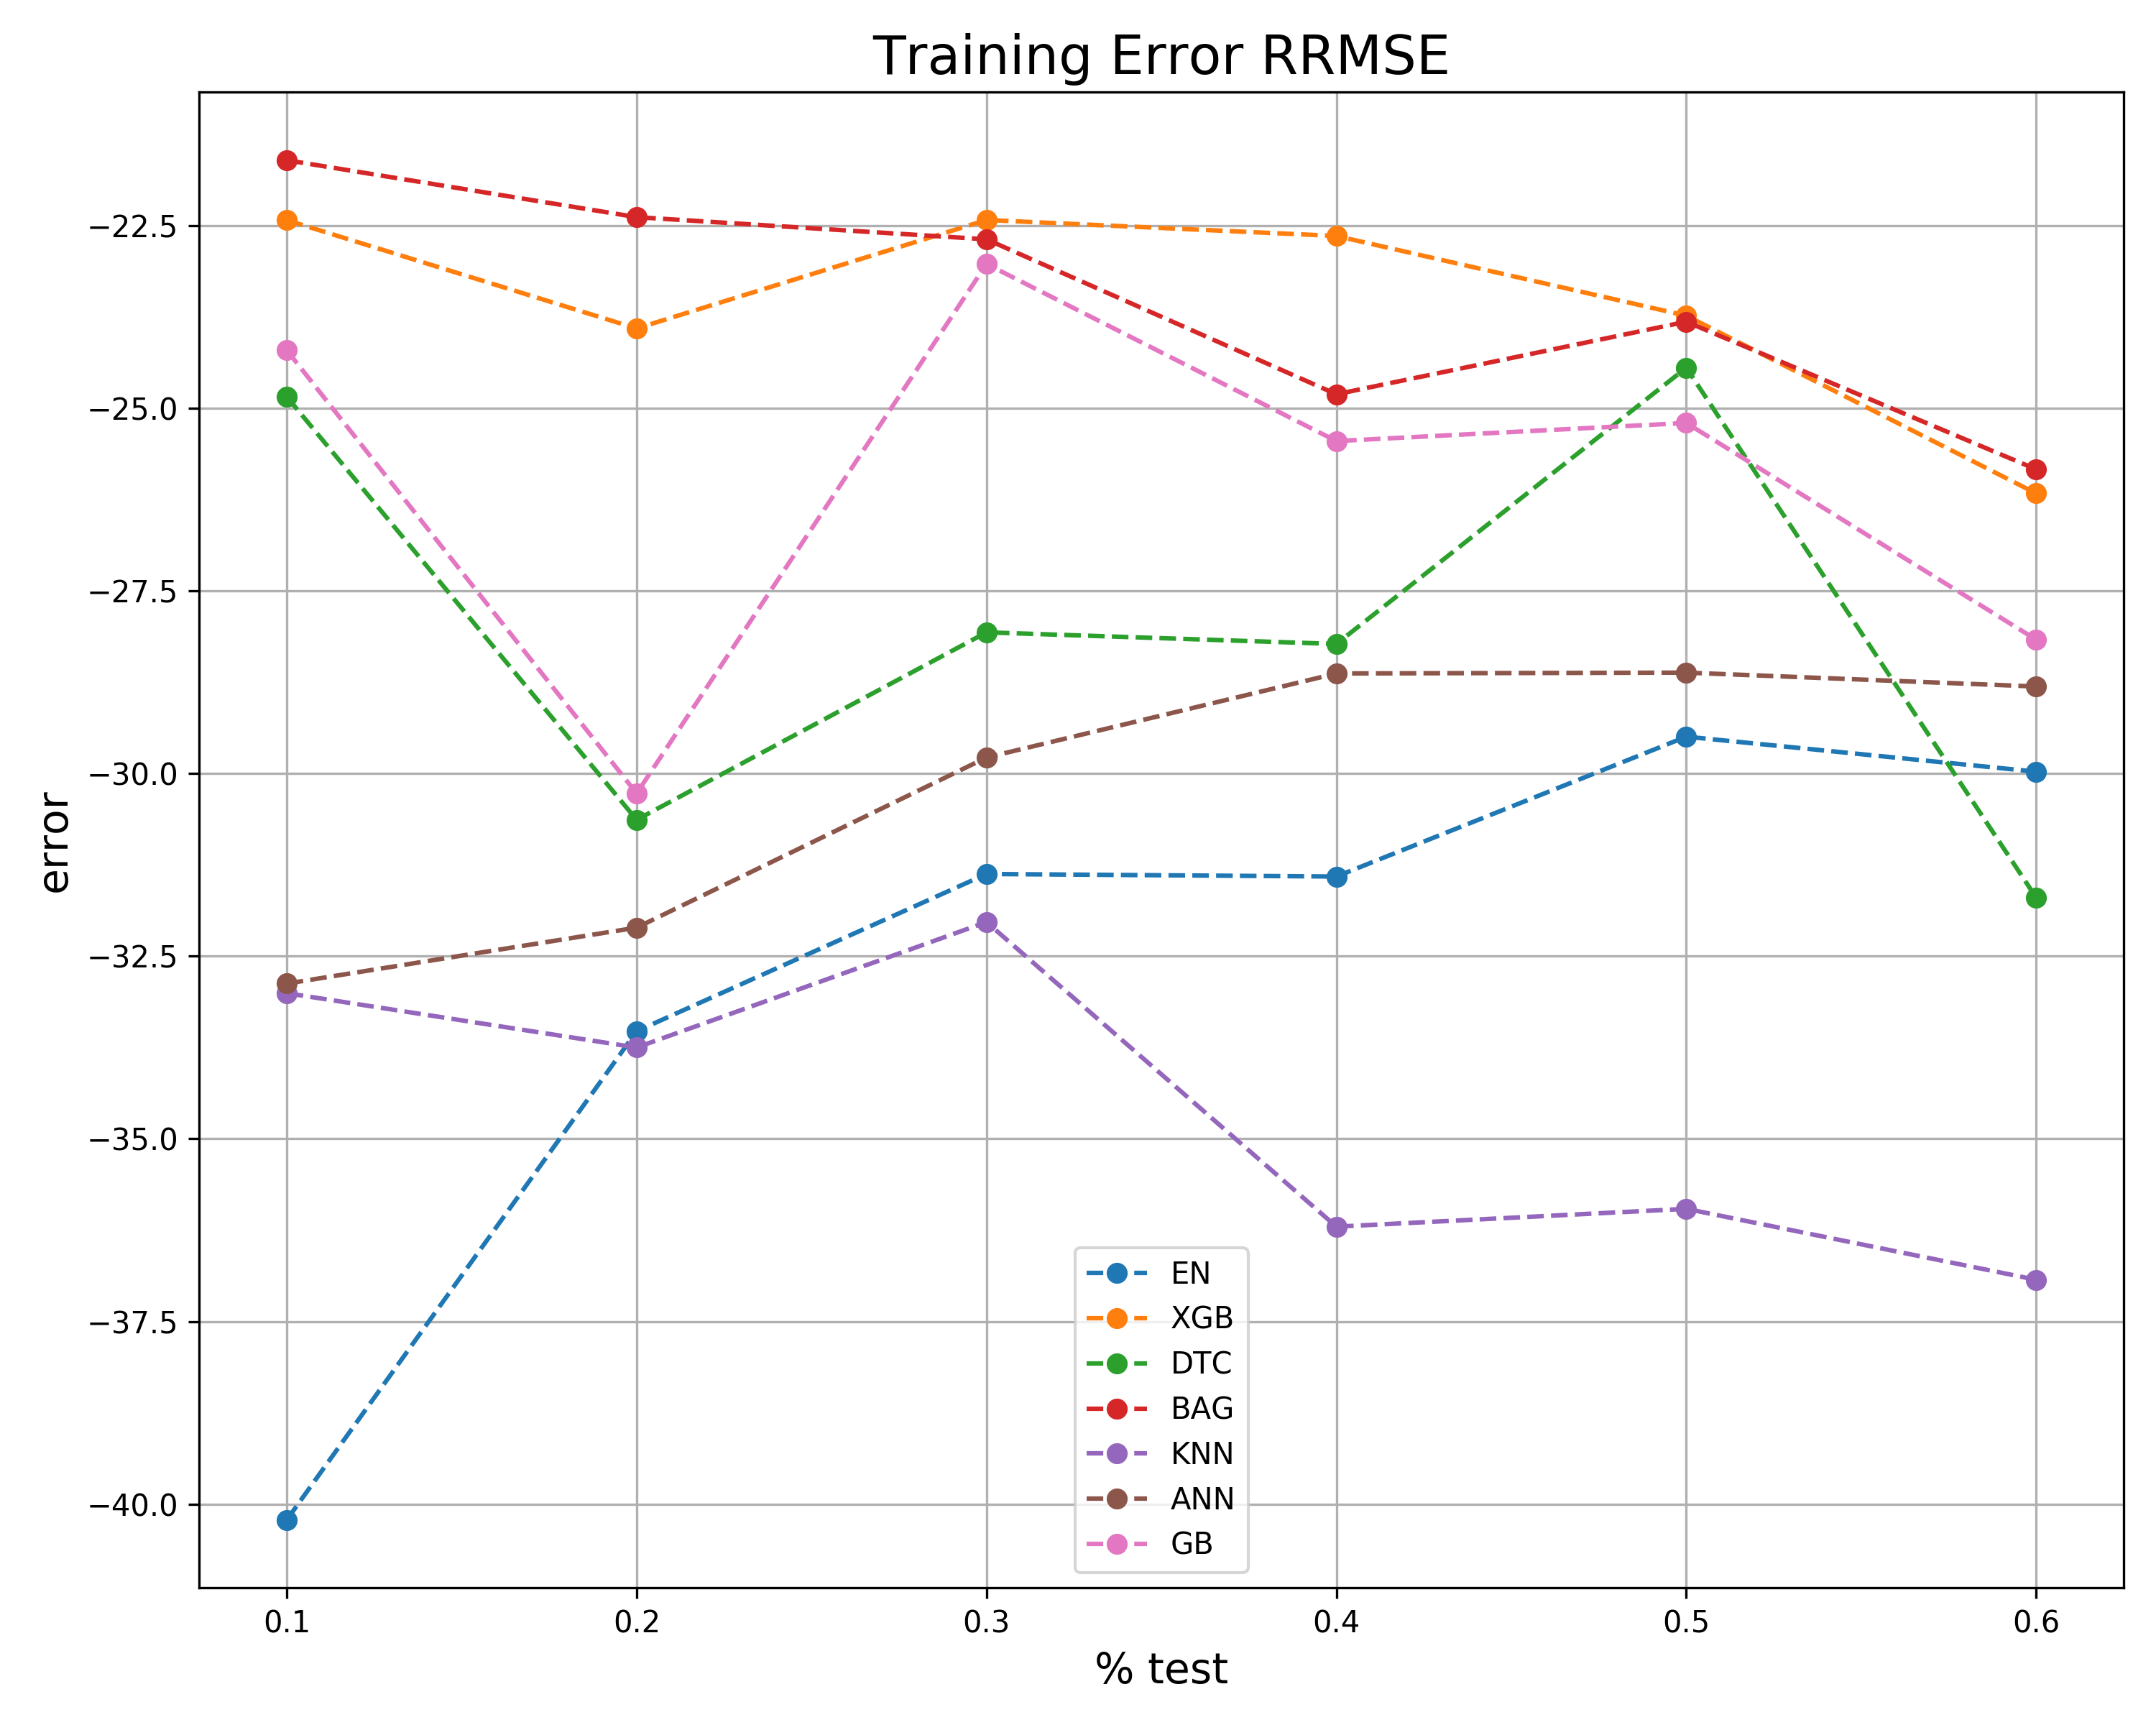 Training Error RRMSE
error
−22.5
−25.0
−27.5
−30.0
−32.5
−35.0
−37.5
−40.0
EN
XGB
DTC
BAG
KNN
ANN
GB
0.1 0.2 0.3 0.4 0.5 0.6
% test